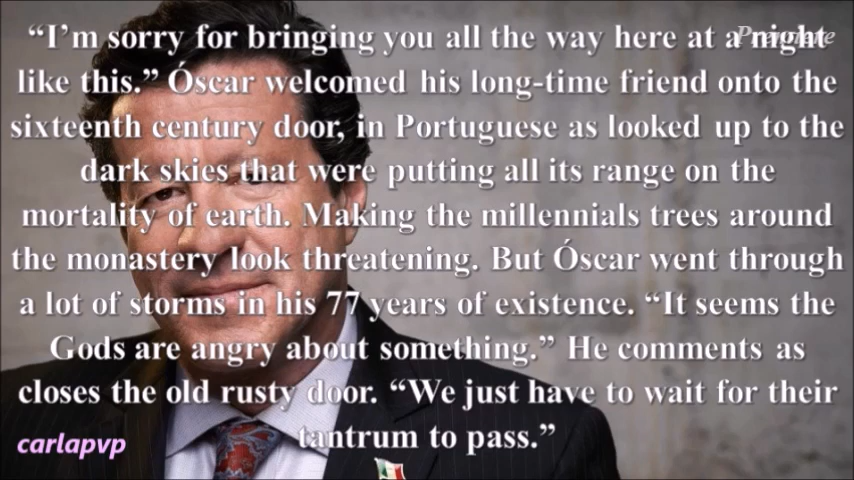 “I’m sorry for bringing you all the way here at a night
Premiere
like this.” Óscar welcomed his long-time friend onto the
sixteenth century door, in Portuguese as looked up to the
dark skies that were putting all its range on the
mortality of earth. Making the millennials trees around
the monastery look threatening. But Óscar went through
a lot of storms in his 77 years of existence. “It seems the
Gods are angry about something.” He comments as
closes the old rusty door. “We just have to wait for their
tantrum to pass.”
carlapvp